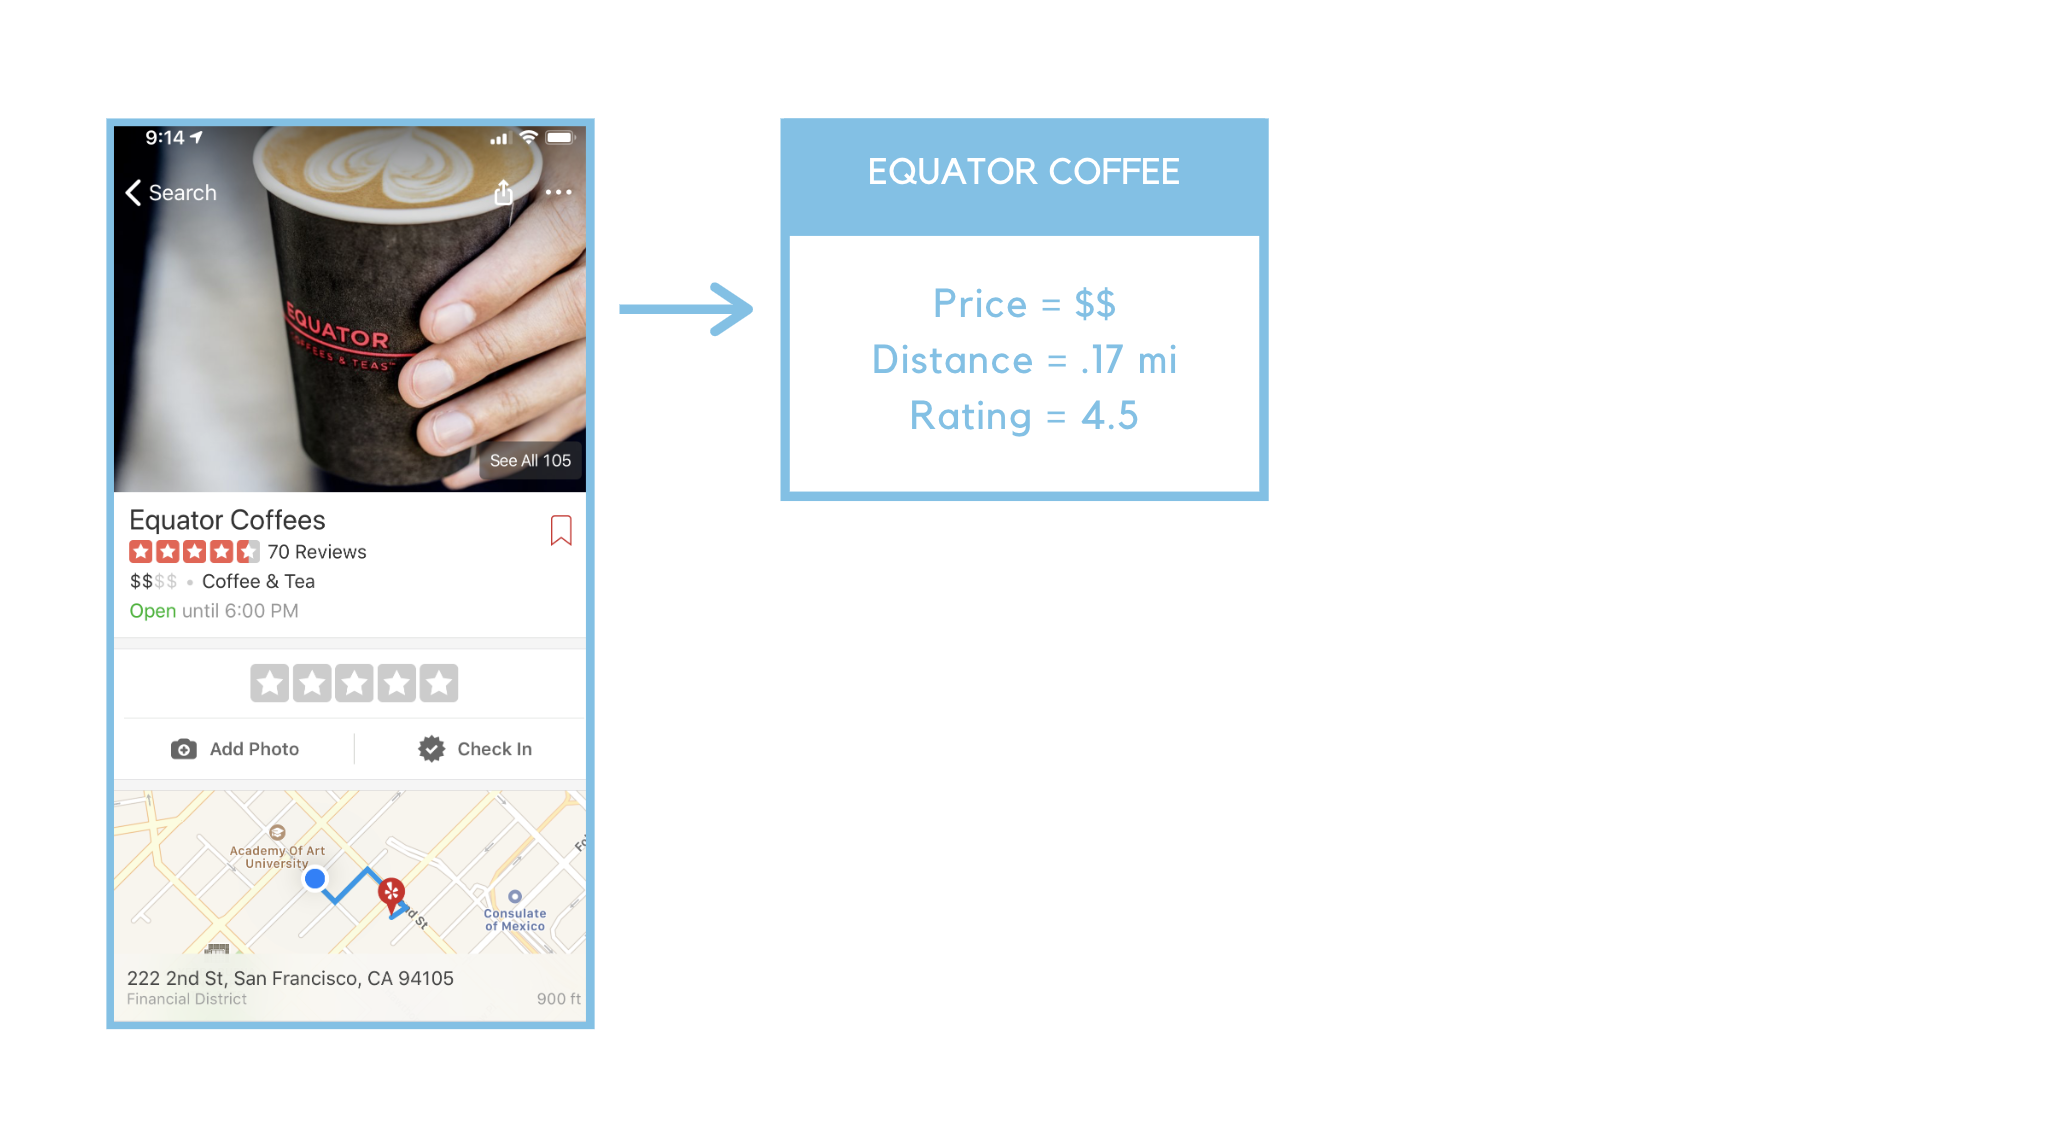 9:14
Search
EQUATOR
COFFEES & TEAS
See All 105
Equator Coffees
70 Reviews
$$$$ • Coffee & Tea
Open until 6:00 PM
Add Photo
Check In
Academy Of Art
University
nd St
Consulate
of Mexico
222 2nd St, San Francisco, CA 94105
Financial District
900 ft
EQUATOR COFFEE
Price = $$
Distance = .17 mi
Rating = 4.5